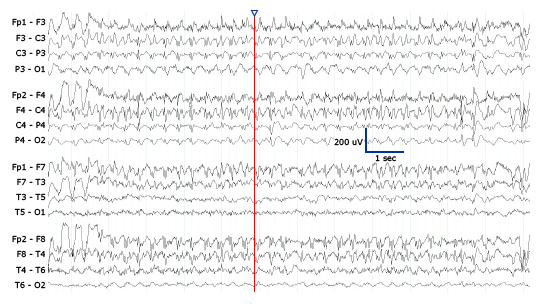 Fp1 - F3
F3 - C3
C3 - P3
P3 - O1
Fp2 - F4
F4 - C4
C4 - P4
P4 - O2
200 uV
1 sec
Fp1 - F7
F7 - T3
T3 - T5
T5 - O1
Fp2 - F8
F8 - T4
T4 - T6
T6 - O2